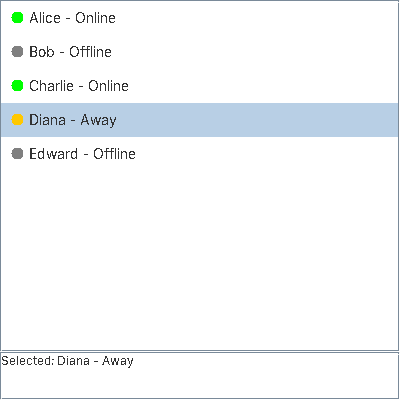 Alice - Online
Bob - Offline
Charlie - Online
Diana - Away
Edward - Offline
Selected: Diana - Away